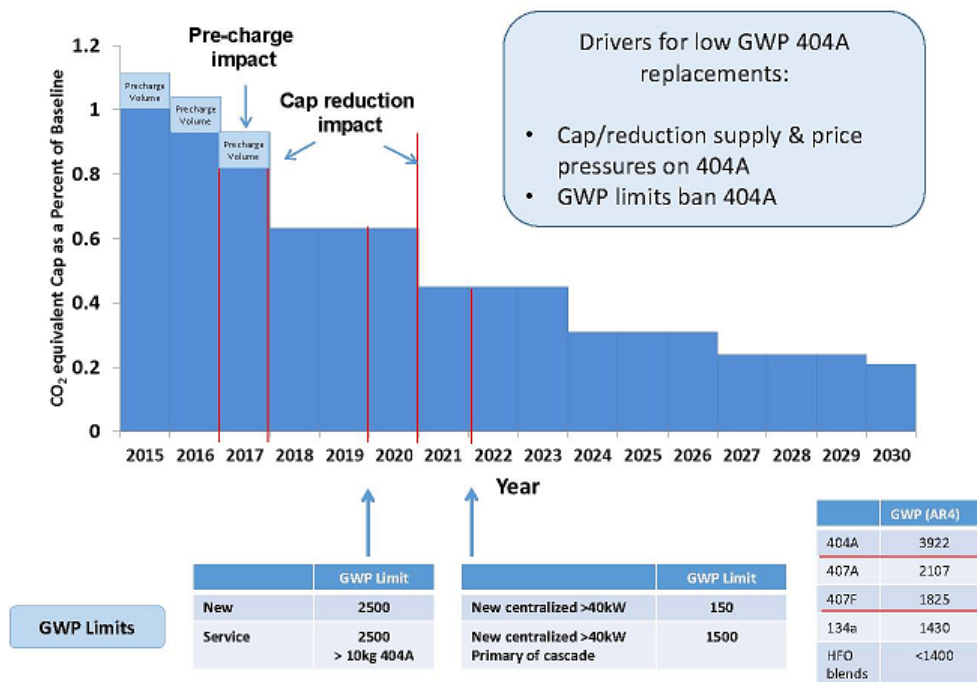 Pre-charge
impact
Cap reduction
impact
Drivers for low GWP 404A
replacements:
• Cap/reduction supply & price
pressures on 404A
• GWP limits ban 404A
CO2 equivalent Cap as a Percent of Baseline
1.2
1
0.8
0.6
0.4
0.2
0
Precharge
Volume
Precharge
Volume
Precharge
Volume
2015 2016 2017 2018 2019 2020 2021 2022 2023 2024 2025 2026 2027 2028 2029 2030
Year
GWP Limits
GWP Limit
New 2500
Service 2500
> 10kg 404A
GWP Limit
New centralized >40kW 150
New centralized >40kW 1500
Primary of cascade
GWP (AR4)
404A 3922
407A 2107
407F 1825
134a 1430
HFO <1400
blends